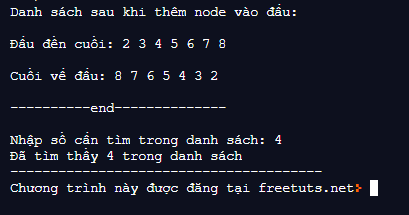 Danh sách sau khi thêm node vào đầu:
Đầu đến cuối: 2 3 4 5 6 7 8
Cuối về đầu: 8 7 6 5 4 3 2
----------end--------------
Nhập số cần tìm trong danh sách: 4
Đã tìm thấy 4 trong danh sách
---------------------------------------
Chương trình này được đăng tại freetuts.net>